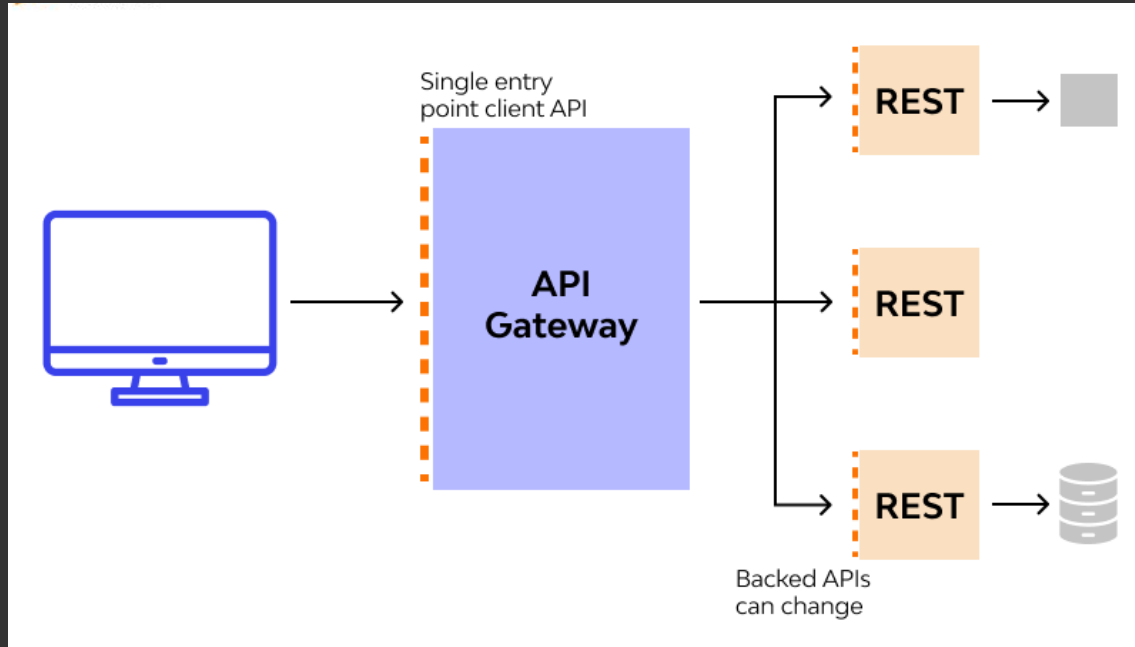 Single entry
point client API
API
Gateway
REST
REST
REST
Backed APIs
can change